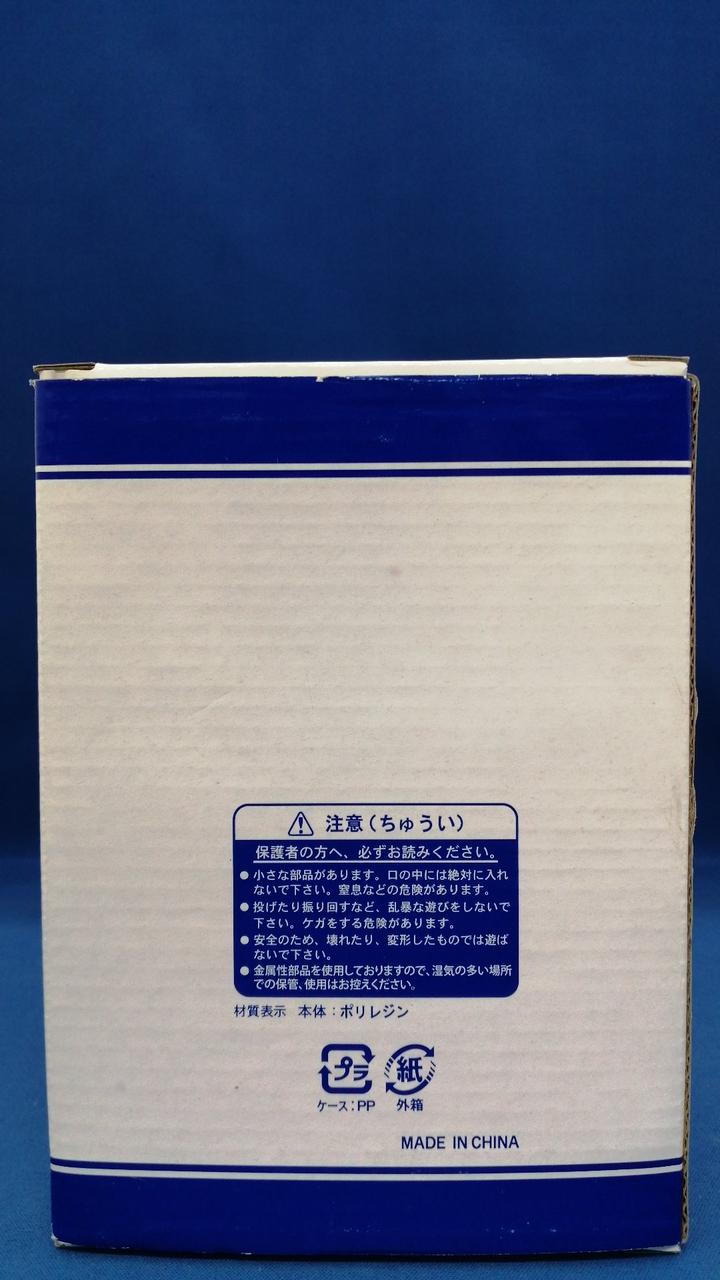 注意（ちゅうい）
保護者の方へ、必ずお読みください。
●小さな部品があります。口の中には絶対に入れ
ないで下さい。窒息などの危険があります。
●投げたり振り回すなど、乱暴な遊びをしないで
下さい。ケガをする危険があります。
●安全のため、壊れたり、変形したものでは遊ば
ないで下さい。
●金属性部品を使用しておりますので、湿気の多い場所
での保管、使用はお控えください。
材質表示 本体：ポリレジン
プラ 紙
ケース：PP 外箱
MADE IN CHINA